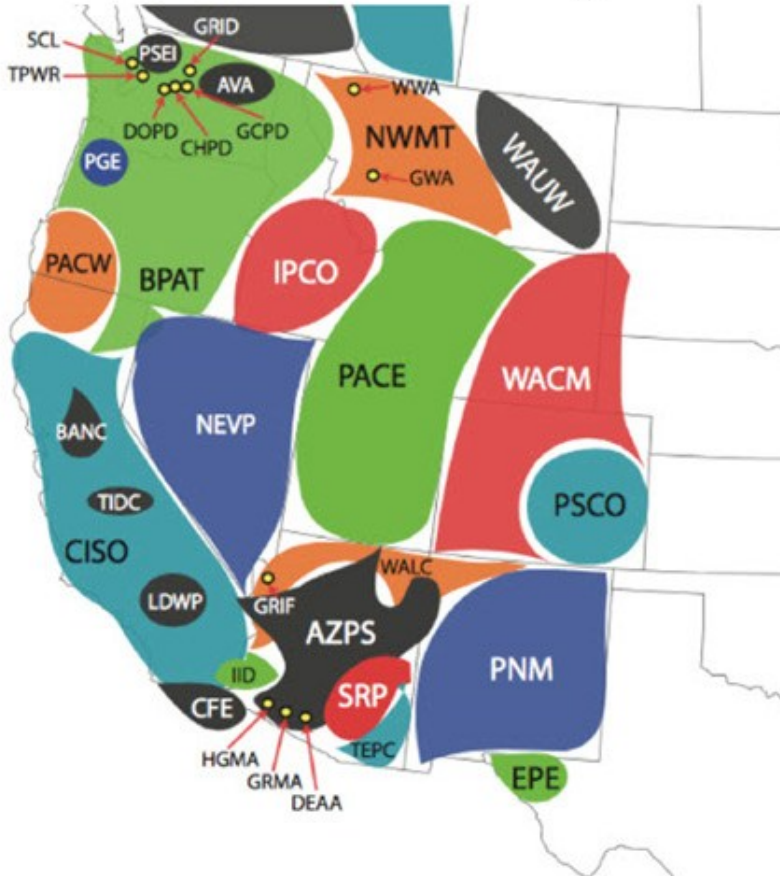 GRID
SCL
PSEI
TPWR
AVA
WWA
DOPD
CHPD
GCPD
NWMT
WAUW
PGE
GWA
PACW
BPAT
IPCO
PACE
WACM
NEVP
BANC
TIDC
PSCO
CISO
WALC
LDWP
GRIF
AZPS
IID
SRP
PNM
CFE
TEPC
HGMA
GRMA
DEAA
EPE